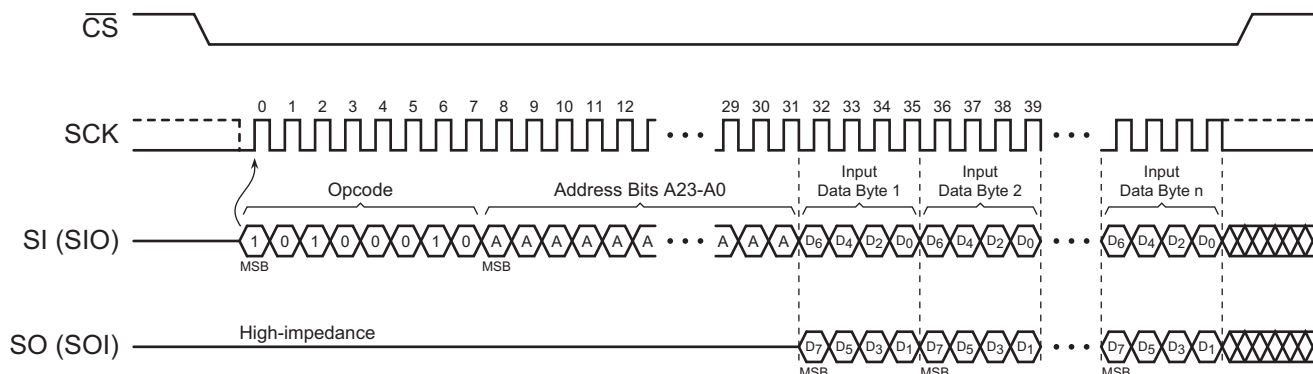 CS
0 1 2 3 4 5 6 7 8 9 10 11 12 29 30 31 32 33 34 35 36 37 38 39
SCK
Opcode
Address Bits A23-A0
Input
Data Byte 1
Input
Data Byte 2
Input
Data Byte n
SI (SIO)
1 0 1 0 0 0 1 0 A A A A A A A A A D6 D4 D2 D0 D6 D4 D2 D0 D6 D4 D2 D0
MSB MSB
High-impedance
SO (SOI)
D7 D5 D3 D1 D7 D5 D3 D1 D7 D5 D3 D1
MSB MSB MSB